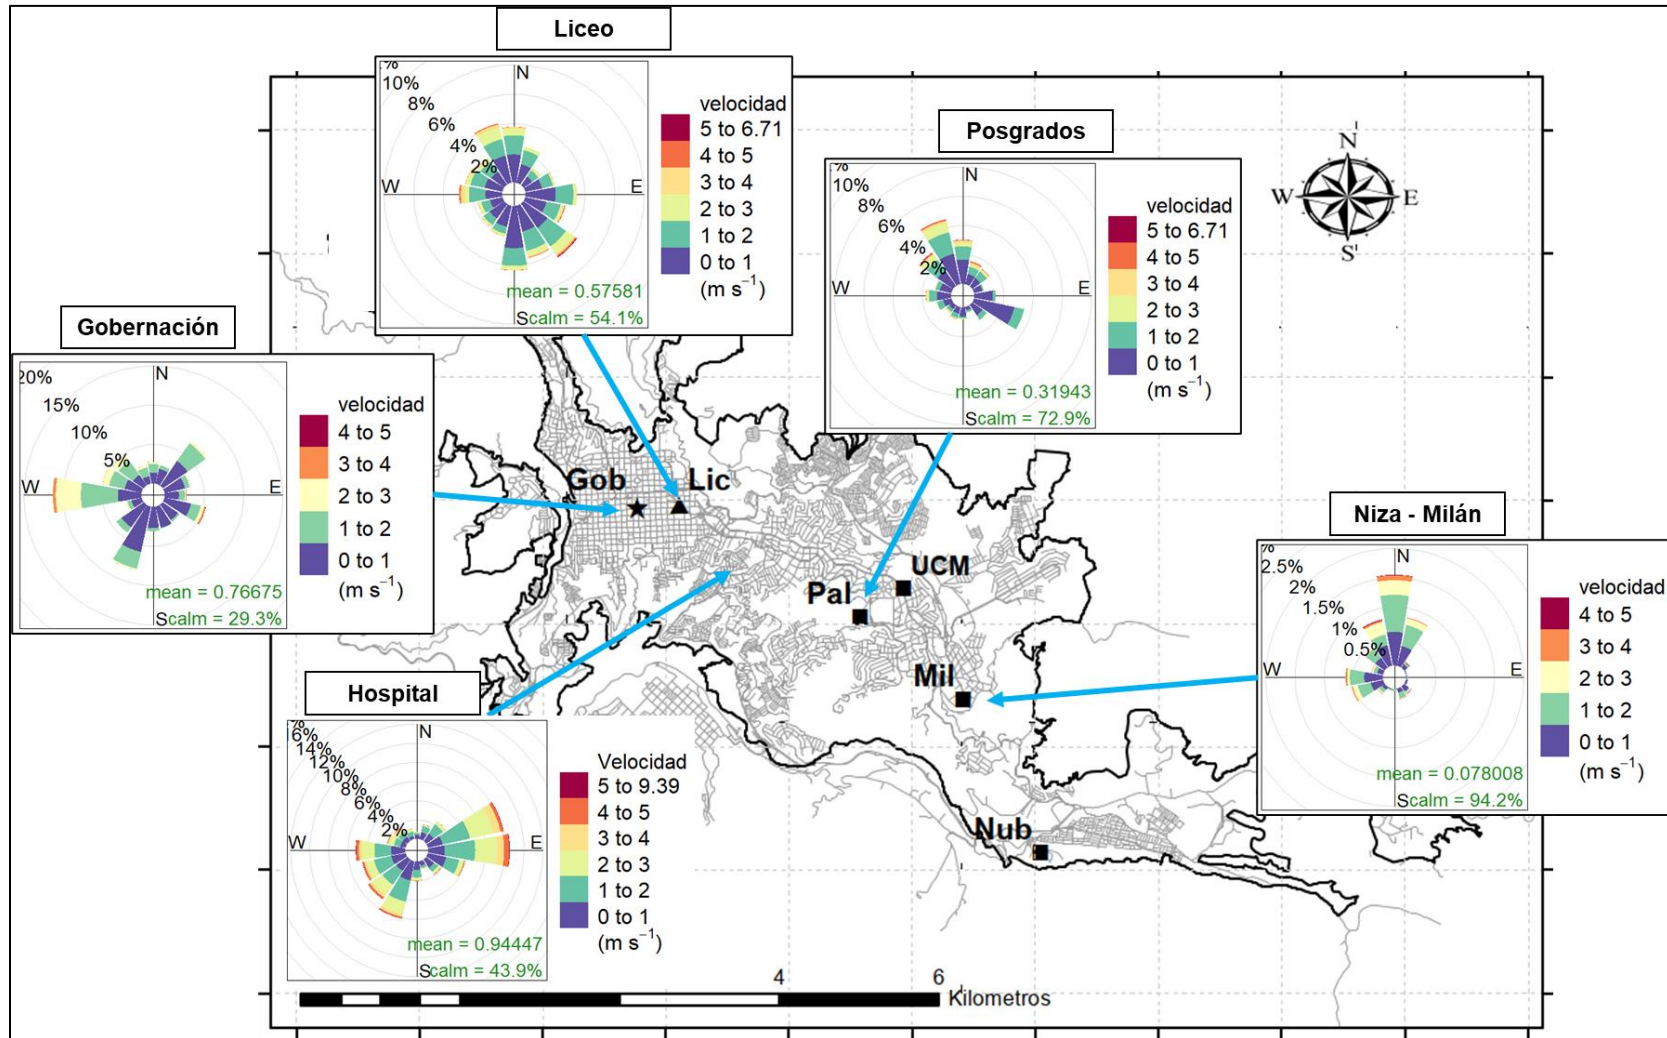 Liceo
%
10%
8%
6%
4%
2%
N
W
E
mean = 0.57581
S
calm = 54.1%
velocidad
5 to 6.71
4 to 5
3 to 4
2 to 3
1 to 2
0 to 1
(m s⁻¹)
Posgrados
%
10%
8%
6%
4%
2%
N
W
E
mean = 0.31943
S
calm = 72.9%
velocidad
5 to 6.71
4 to 5
3 to 4
2 to 3
1 to 2
0 to 1
(m s⁻¹)
N
W
E
S
Gobernación
20%
15%
10%
5%
N
W
E
mean = 0.76675
S
calm = 29.3%
velocidad
4 to 5
3 to 4
2 to 3
1 to 2
0 to 1
(m s⁻¹)
Gob
Lic
UCM
Pal
Mil
Nub
Niza - Milán
%
2.5%
2%
1.5%
1%
0.5%
N
W
E
mean = 0.078008
S
calm = 94.2%
velocidad
4 to 5
3 to 4
2 to 3
1 to 2
0 to 1
(m s⁻¹)
Hospital
%
6%
14%
12%
10%
8%
6%
4%
2%
N
W
E
mean = 0.94447
S
calm = 43.9%
Velocidad
5 to 9.39
4 to 5
3 to 4
2 to 3
1 to 2
0 to 1
(m s⁻¹)
4
6
Kilometros